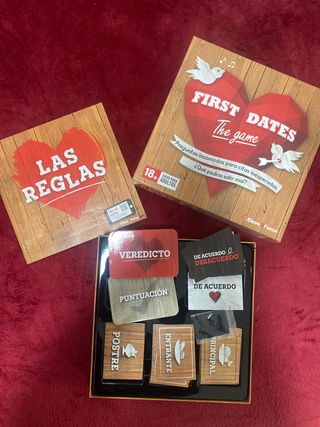 FIRST DATES
The game
Preguntas incómodas para citas inesperadas.
¿Qué podría salir mal?
18+
LAS
REGLAS
VEREDICTO
PUNTUACIÓN
DE ACUERDO
DESACUERDO
DE ACUERDO
POSTRE
ENTRANTE
PRINCIPAL